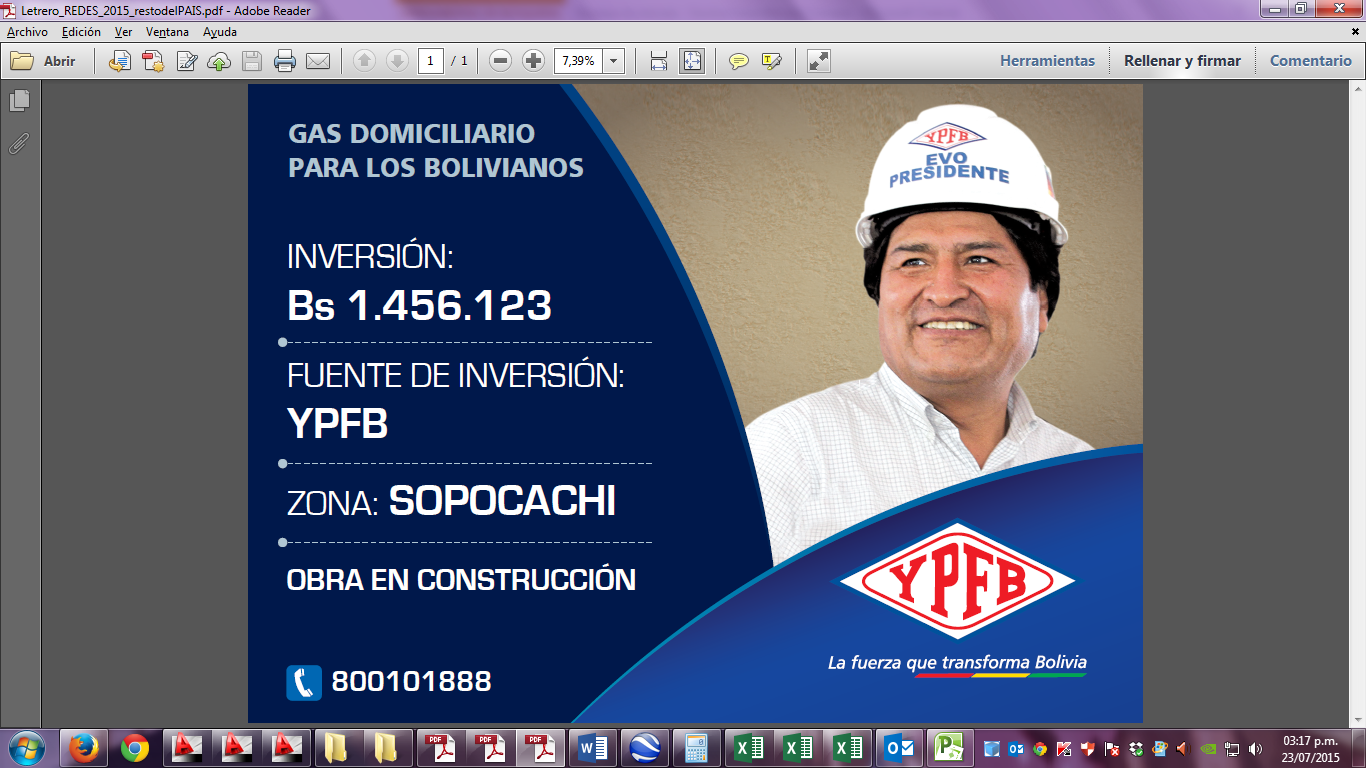 Letrero_REDES_2015_restodelPAIS.pdf - Adobe Reader
Archivo Edición Ver Ventana Ayuda
Abrir 1 / 1 7,39% Herramientas Rellenar y firmar Comentario
GAS DOMICILIARIO
PARA LOS BOLIVIANOS
INVERSIÓN:
Bs 1.456.123
FUENTE DE INVERSIÓN:
YPFB
ZONA: SOPOCACHI
OBRA EN CONSTRUCCIÓN
800101888
YPFB
EVO
PRESIDENTE
YPFB
La fuerza que transforma Bolivia
03:17 p.m.
23/07/2015